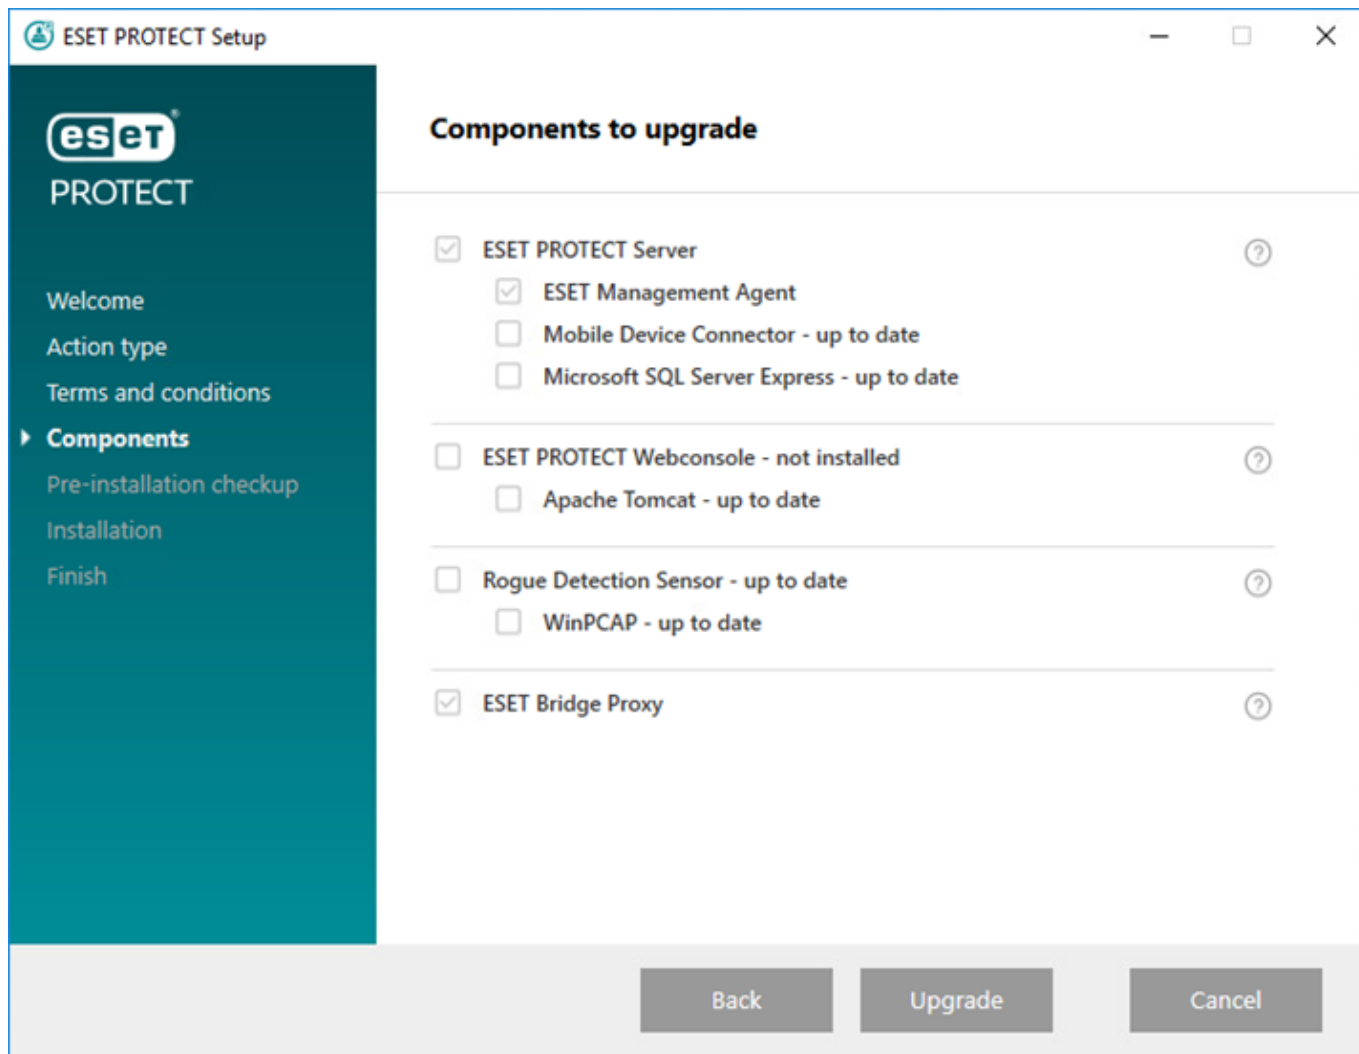 ESET PROTECT Setup
eset®
PROTECT
Welcome
Action type
Terms and conditions
Components
Pre-installation checkup
Installation
Finish
Components to upgrade
ESET PROTECT Server
ESET Management Agent
Mobile Device Connector - up to date
Microsoft SQL Server Express - up to date
ESET PROTECT Webconsole - not installed
Apache Tomcat - up to date
Rogue Detection Sensor - up to date
WinPCAP - up to date
ESET Bridge Proxy
Back Upgrade Cancel